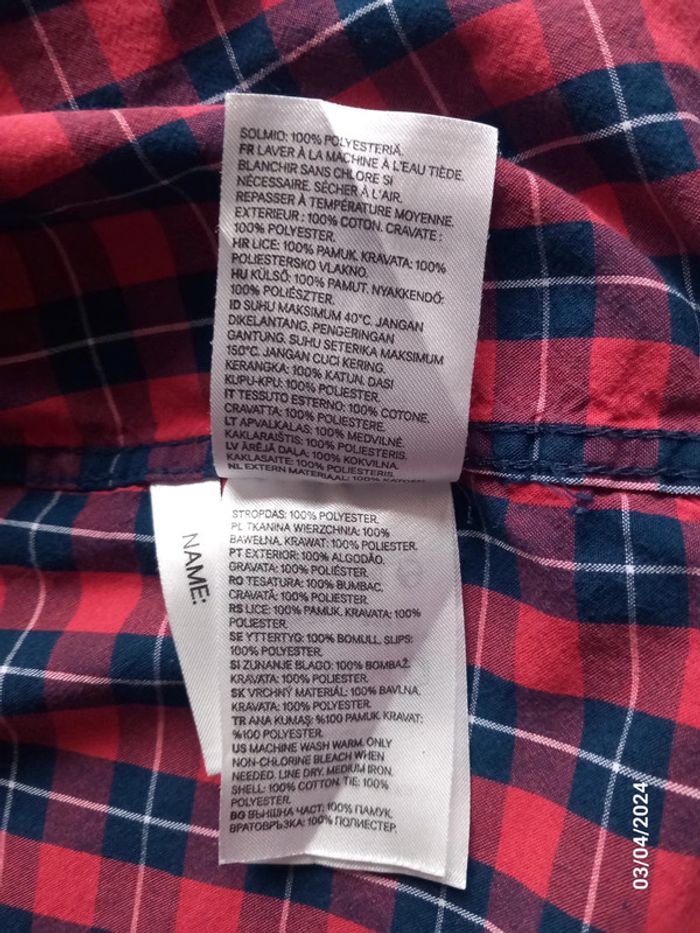 SOLMIO: 100% POLYESTERIÄ.
FR LAVER À LA MACHINE À L'EAU TIÈDE.
BLANCHIR SANS CHLORE SI
NÉCESSAIRE. SÉCHER À L'AIR.
REPASSER À TEMPÉRATURE MOYENNE.
EXTERIEUR : 100% COTON. CRAVATE :
100% POLYESTER.
HR LICE: 100% PAMUK. KRAVATA: 100%
POLIESTERSKO VLAKNO.
HU KÜLSŐ: 100% PAMUT. NYAKKENDŐ:
100% POLIÉSZTER.
ID SUHU MAKSIMUM 40°C. JANGAN
DIKELANTANG, PENGERINGAN
GANTUNG. SUHU SETERIKA MAKSIMUM
150°C. JANGAN CUCI KERING.
KERANGKA: 100% KATUN. DASI
KUPU-KPU: 100% POLIESTER.
IT TESSUTO ESTERNO: 100% COTONE.
CRAVATTA: 100% POLIESTERE.
LT APVALKALAS: 100% MEDVILNĖ.
KAKLARAIŠTIS: 100% POLIESTERIS.
LV ĀRĒJĀ DAĻA: 100% KOKVILNA.
KAKLASAITE: 100% POLIESTERIS.
NL EXTERN MATERIAAL: 100% KATOEN.
STROPDAS: 100% POLYESTER.
PL TKANINA WIERZCHNIA: 100%
BAWEŁNA. KRAWAT: 100% POLIESTER.
PT EXTERIOR: 100% ALGODÃO.
GRAVATA: 100% POLIÉSTER.
RO TESATURA: 100% BUMBAC.
CRAVATĂ: 100% POLIESTER.
RS LICE: 100% PAMUK. KRAVATA: 100%
POLIESTER.
SE YTTERTYG: 100% BOMULL. SLIPS:
100% POLYESTER.
SI ZUNANJE BLAGO: 100% BOMBAŽ.
KRAVATA: 100% POLIESTER.
SK VRCHNÝ MATERIÁL: 100% BAVLNA.
KRAVATA: 100% POLYESTER.
TR ANA KUMAŞ: %100 PAMUK. KRAVAT:
%100 POLYESTER.
US MACHINE WASH WARM. ONLY
NON-CHLORINE BLEACH WHEN
NEEDED. LINE DRY. MEDIUM IRON.
SHELL: 100% COTTON. TIE: 100%
POLYESTER.
BG ВЪНШНА ЧАСТ: 100% ПАМУК.
ВРАТОВРЪЗКА: 100% ПОЛИЕСТЕР.
NAME:
03/04/2024